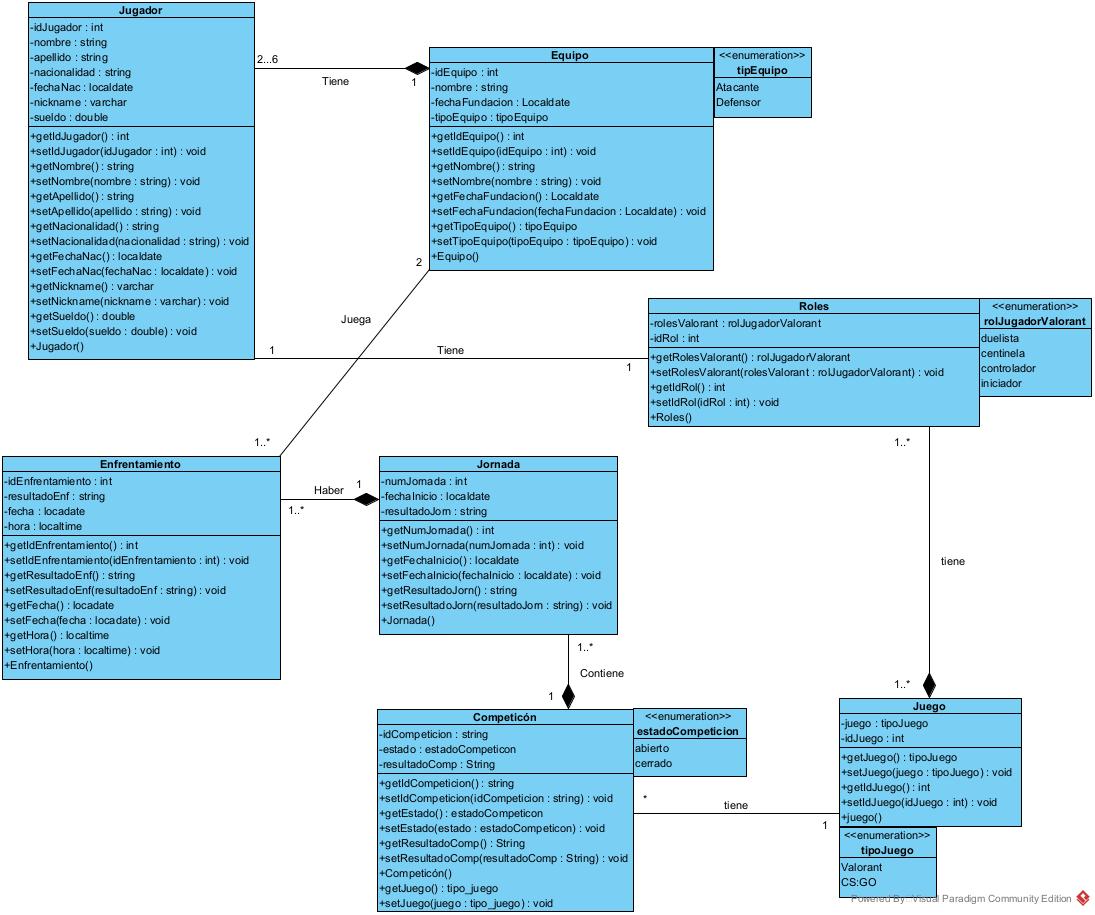 Jugador
-idJugador : int
-nombre : string
-apellido : string
-nacionalidad : string
-fechaNac : localdate
-nickname : varchar
-sueldo : double
+getIdJugador() : int
+setIdJugador(idJugador : int) : void
+getNombre() : string
+setNombre(nombre : string) : void
+getApellido() : string
+setApellido(apellido : string) : void
+getNacionalidad() : string
+setNacionalidad(nacionalidad : string) : void
+getFechaNac() : localdate
+setFechaNac(fechaNac : localdate) : void
+getNickname() : varchar
+setNickname(nickname : varchar) : void
+getSueldo() : double
+setSueldo(sueldo : double) : void
+Jugador()
2...6
Tiene
1
Equipo
-idEquipo : int
-nombre : string
-fechaFundacion : Localdate
-tipoEquipo : tipoEquipo
+getIdEquipo() : int
+setIdEquipo(idEquipo : int) : void
+getNombre() : string
+setNombre(nombre : string) : void
+getFechaFundacion() : Localdate
+setFechaFundacion(fechaFundacion : Localdate) : void
+getTipoEquipo() : tipoEquipo
+setTipoEquipo(tipoEquipo : tipoEquipo) : void
+Equipo()
<<enumeration>>
tipEquipo
Atacante
Defensor
2
Juega
1..*
1
Tiene
1
Roles
-rolesValorant : rolJugadorValorant
-idRol : int
+getRolesValorant() : rolJugadorValorant
+setRolesValorant(rolesValorant : rolJugadorValorant) : void
+getIdRol() : int
+setIdRol(idRol : int) : void
+Roles()
<<enumeration>>
rolJugadorValorant
duelista
centinela
controlador
iniciador
Enfrentamiento
-idEnfrentamiento : int
-resultadoEnf : string
-fecha : locadate
-hora : localtime
+getIdEnfrentamiento() : int
+setIdEnfrentamiento(idEnfrentamiento : int) : void
+getResultadoEnf() : string
+setResultadoEnf(resultadoEnf : string) : void
+getFecha() : locadate
+setFecha(fecha : locadate) : void
+getHora() : localtime
+setHora(hora : localtime) : void
+Enfrentamiento()
Haber
1
1..*
Jornada
-numJornada : int
-fechaInicio : localdate
-resultadoJorn : string
+getNumJornada() : int
+setNumJornada(numJornada : int) : void
+getFechaInicio() : localdate
+setFechaInicio(fechaInicio : localdate) : void
+getResultadoJorn() : string
+setResultadoJorn(resultadoJorn : string) : void
+Jornada()
1..*
Contiene
1
1..*
tiene
1..*
Competicón
-idCompeticion : string
-estado : estadoCompeticon
-resultadoComp : String
+getIdCompeticion() : string
+setIdCompeticion(idCompeticion : string) : void
+getEstado() : estadoCompeticon
+setEstado(estado : estadoCompeticon) : void
+getResultadoComp() : String
+setResultadoComp(resultadoComp : String) : void
+Competicón()
+getJuego() : tipo_juego
+setJuego(juego : tipo_juego) : void
<<enumeration>>
estadoCompeticion
abierto
cerrado
*
tiene
1
Juego
-juego : tipoJuego
-idJuego : int
+getJuego() : tipoJuego
+setJuego(juego : tipoJuego) : void
+getIdJuego() : int
+setIdJuego(idJuego : int) : void
+juego()
<<enumeration>>
tipoJuego
Valorant
CS:GO
Powered By: Visual Paradigm Community Edition